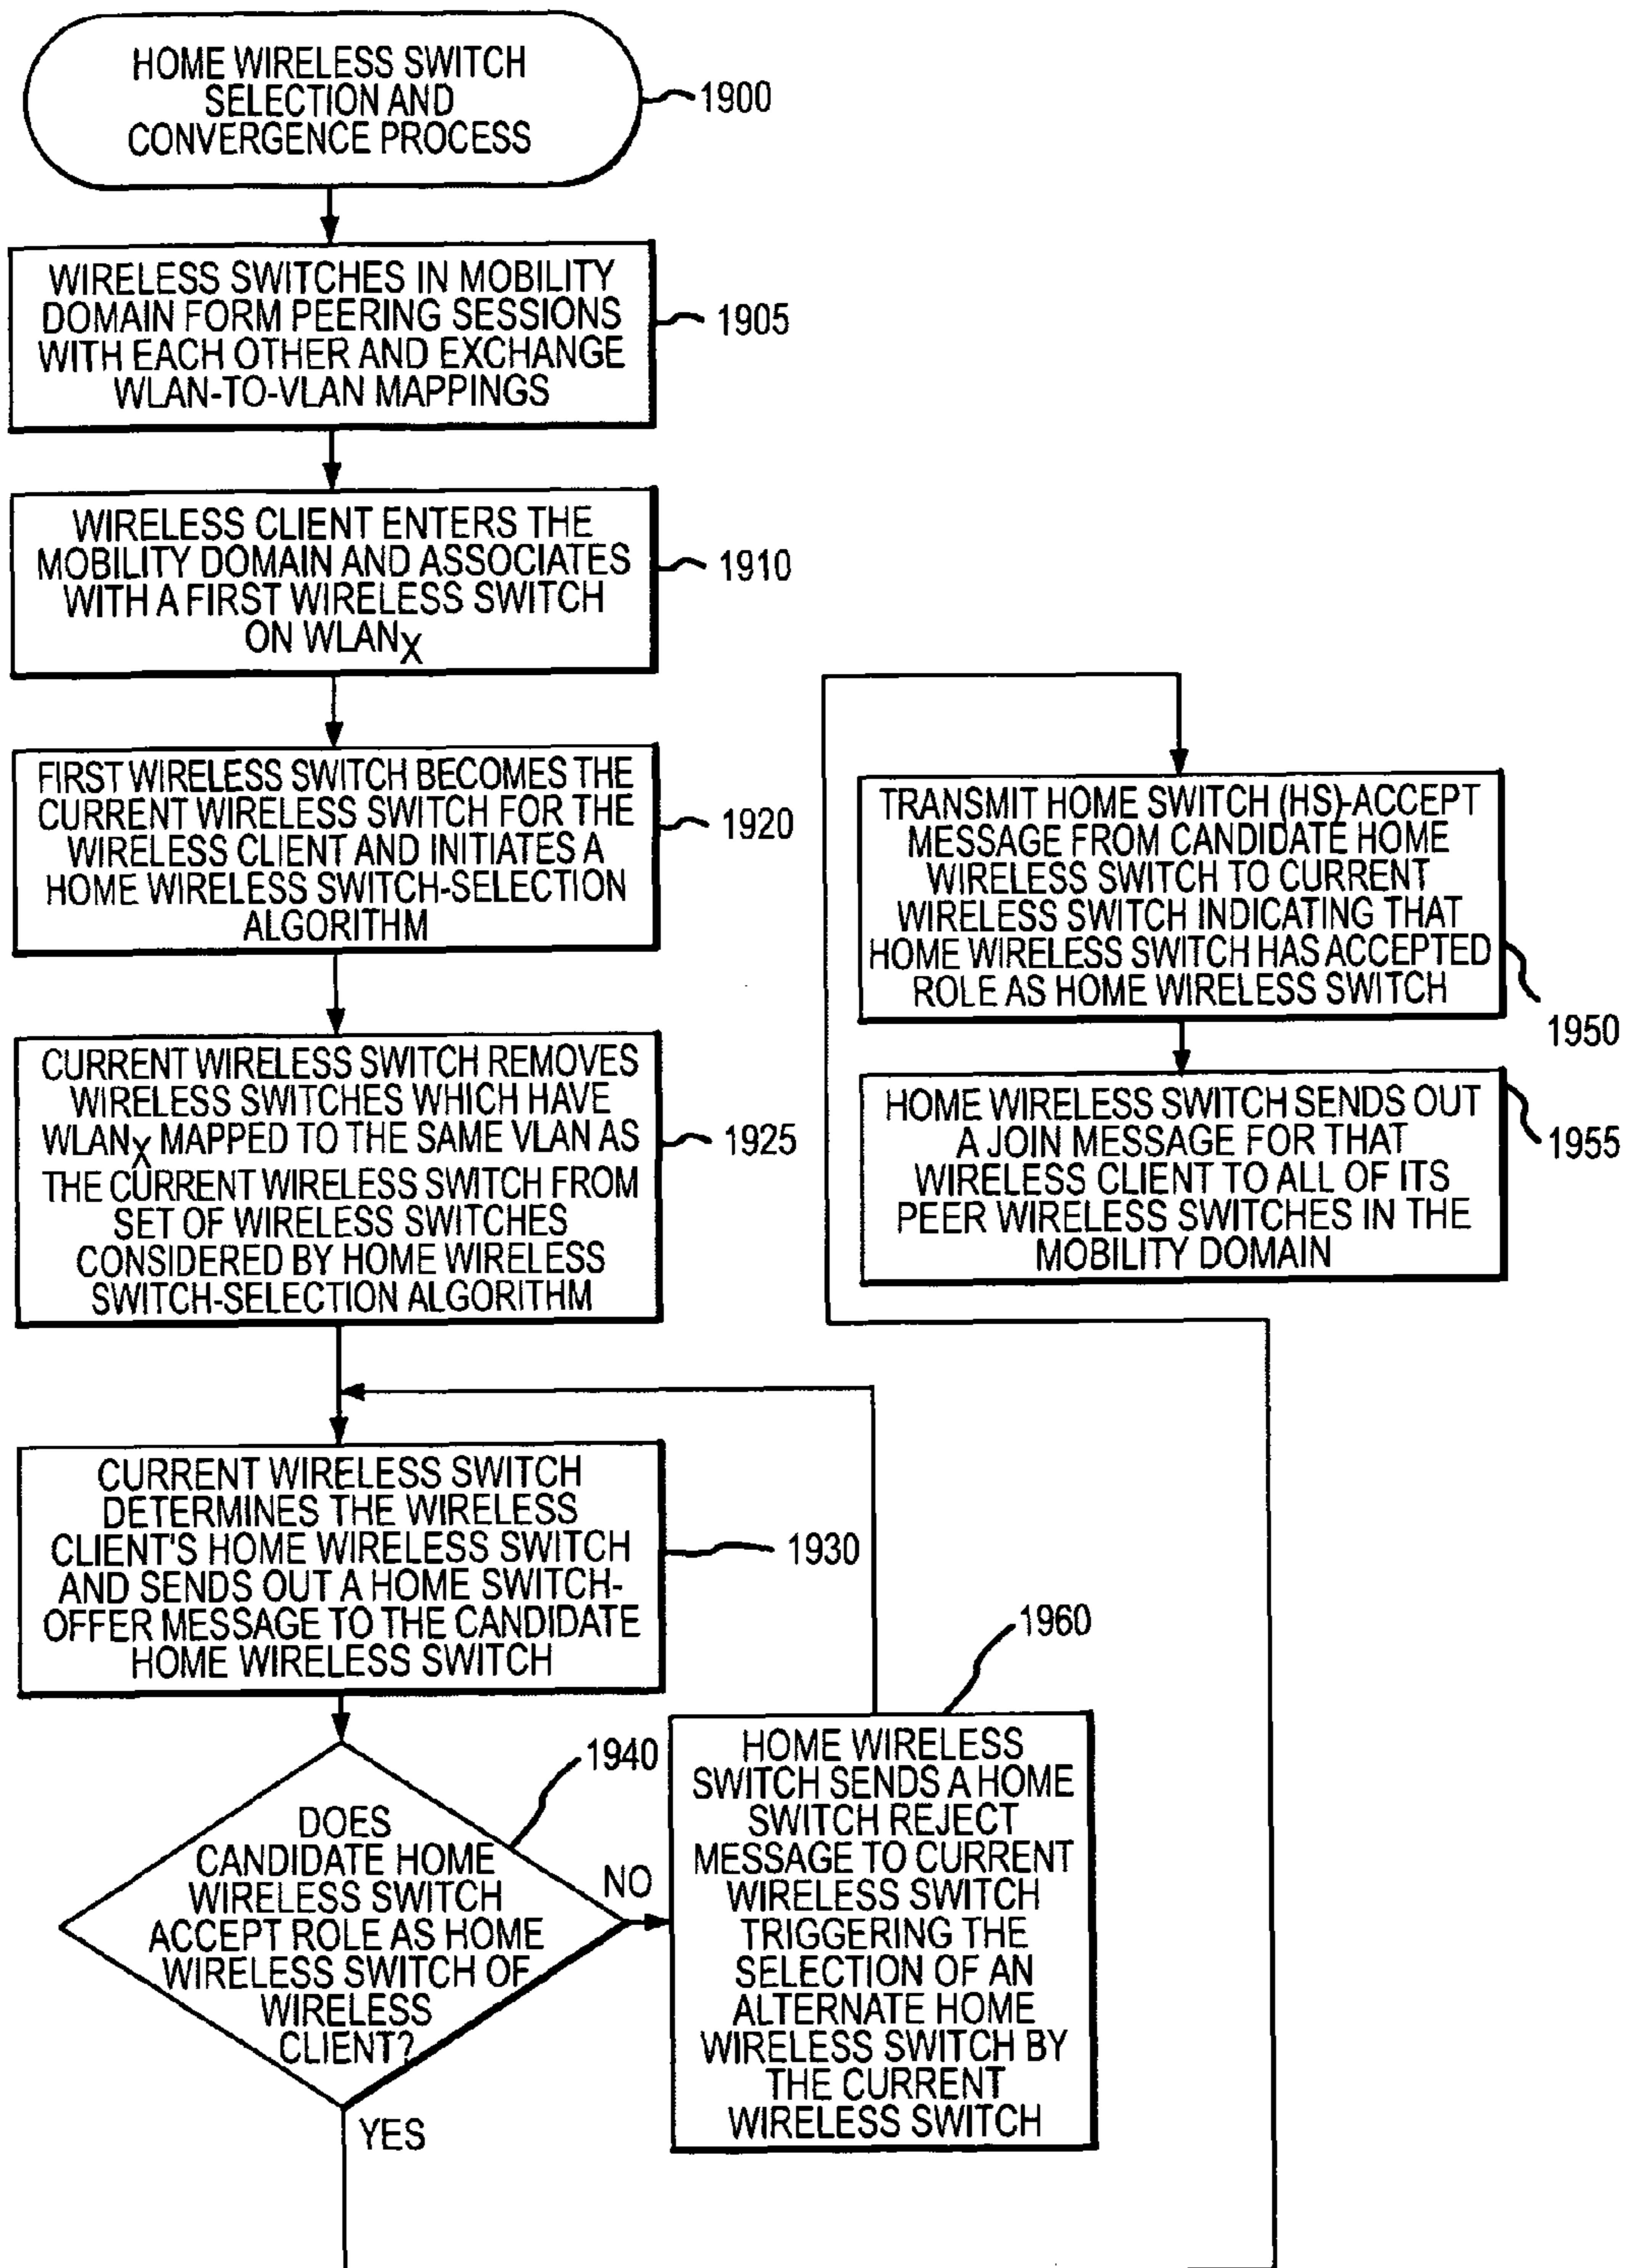 HOME WIRELESS SWITCH
SELECTION AND
CONVERGENCE PROCESS
1900
WIRELESS SWITCHES IN MOBILITY
DOMAIN FORM PEERING SESSIONS
WITH EACH OTHER AND EXCHANGE
WLAN-TO-VLAN MAPPINGS
1905
WIRELESS CLIENT ENTERS THE
MOBILITY DOMAIN AND ASSOCIATES
WITH A FIRST WIRELESS SWITCH
ON WLANX
1910
FIRST WIRELESS SWITCH BECOMES THE
CURRENT WIRELESS SWITCH FOR THE
WIRELESS CLIENT AND INITIATES A
HOME WIRELESS SWITCH-SELECTION
ALGORITHM
1920
CURRENT WIRELESS SWITCH REMOVES
WIRELESS SWITCHES WHICH HAVE
WLANX MAPPED TO THE SAME VLAN AS
THE CURRENT WIRELESS SWITCH FROM
SET OF WIRELESS SWITCHES
CONSIDERED BY HOME WIRELESS
SWITCH-SELECTION ALGORITHM
1925
CURRENT WIRELESS SWITCH
DETERMINES THE WIRELESS
CLIENT'S HOME WIRELESS SWITCH
AND SENDS OUT A HOME SWITCH-
OFFER MESSAGE TO THE CANDIDATE
HOME WIRELESS SWITCH
1930
DOES
CANDIDATE HOME
WIRELESS SWITCH
ACCEPT ROLE AS HOME
WIRELESS SWITCH OF
WIRELESS
CLIENT?
1940
NO
YES
HOME WIRELESS
SWITCH SENDS A HOME
SWITCH REJECT
MESSAGE TO CURRENT
WIRELESS SWITCH
TRIGGERING THE
SELECTION OF AN
ALTERNATE HOME
WIRELESS SWITCH BY
THE CURRENT
WIRELESS SWITCH
1960
TRANSMIT HOME SWITCH (HS)-ACCEPT
MESSAGE FROM CANDIDATE HOME
WIRELESS SWITCH TO CURRENT
WIRELESS SWITCH INDICATING THAT
HOME WIRELESS SWITCH HAS ACCEPTED
ROLE AS HOME WIRELESS SWITCH
1950
HOME WIRELESS SWITCH SENDS OUT
A JOIN MESSAGE FOR THAT
WIRELESS CLIENT TO ALL OF ITS
PEER WIRELESS SWITCHES IN THE
MOBILITY DOMAIN
1955